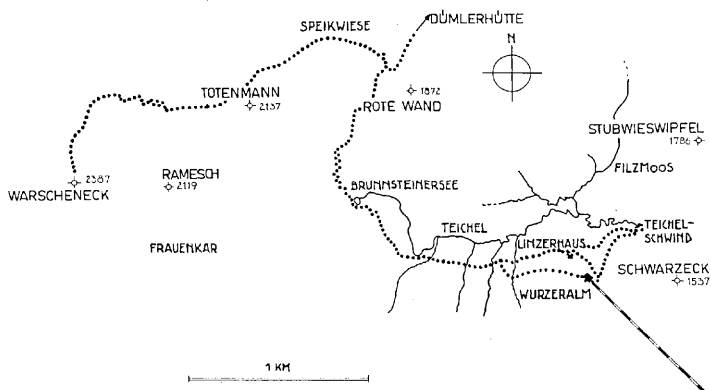 DÜMLERHÜTTE
SPEIKWIESE
N
TOTENMANN
2137
1872
ROTE WAND
STUBWIESWIPFEL
1786
FILZMOOS
2387
WARSCHENECK
RAMESCH
2119
BRUNNSTEINERSEE
TEICHEL
TEICHEL-
SCHWIND
LINZERHAUS
FRAUENKAR
SCHWARZECK
1537
WURZERALM
1 KM